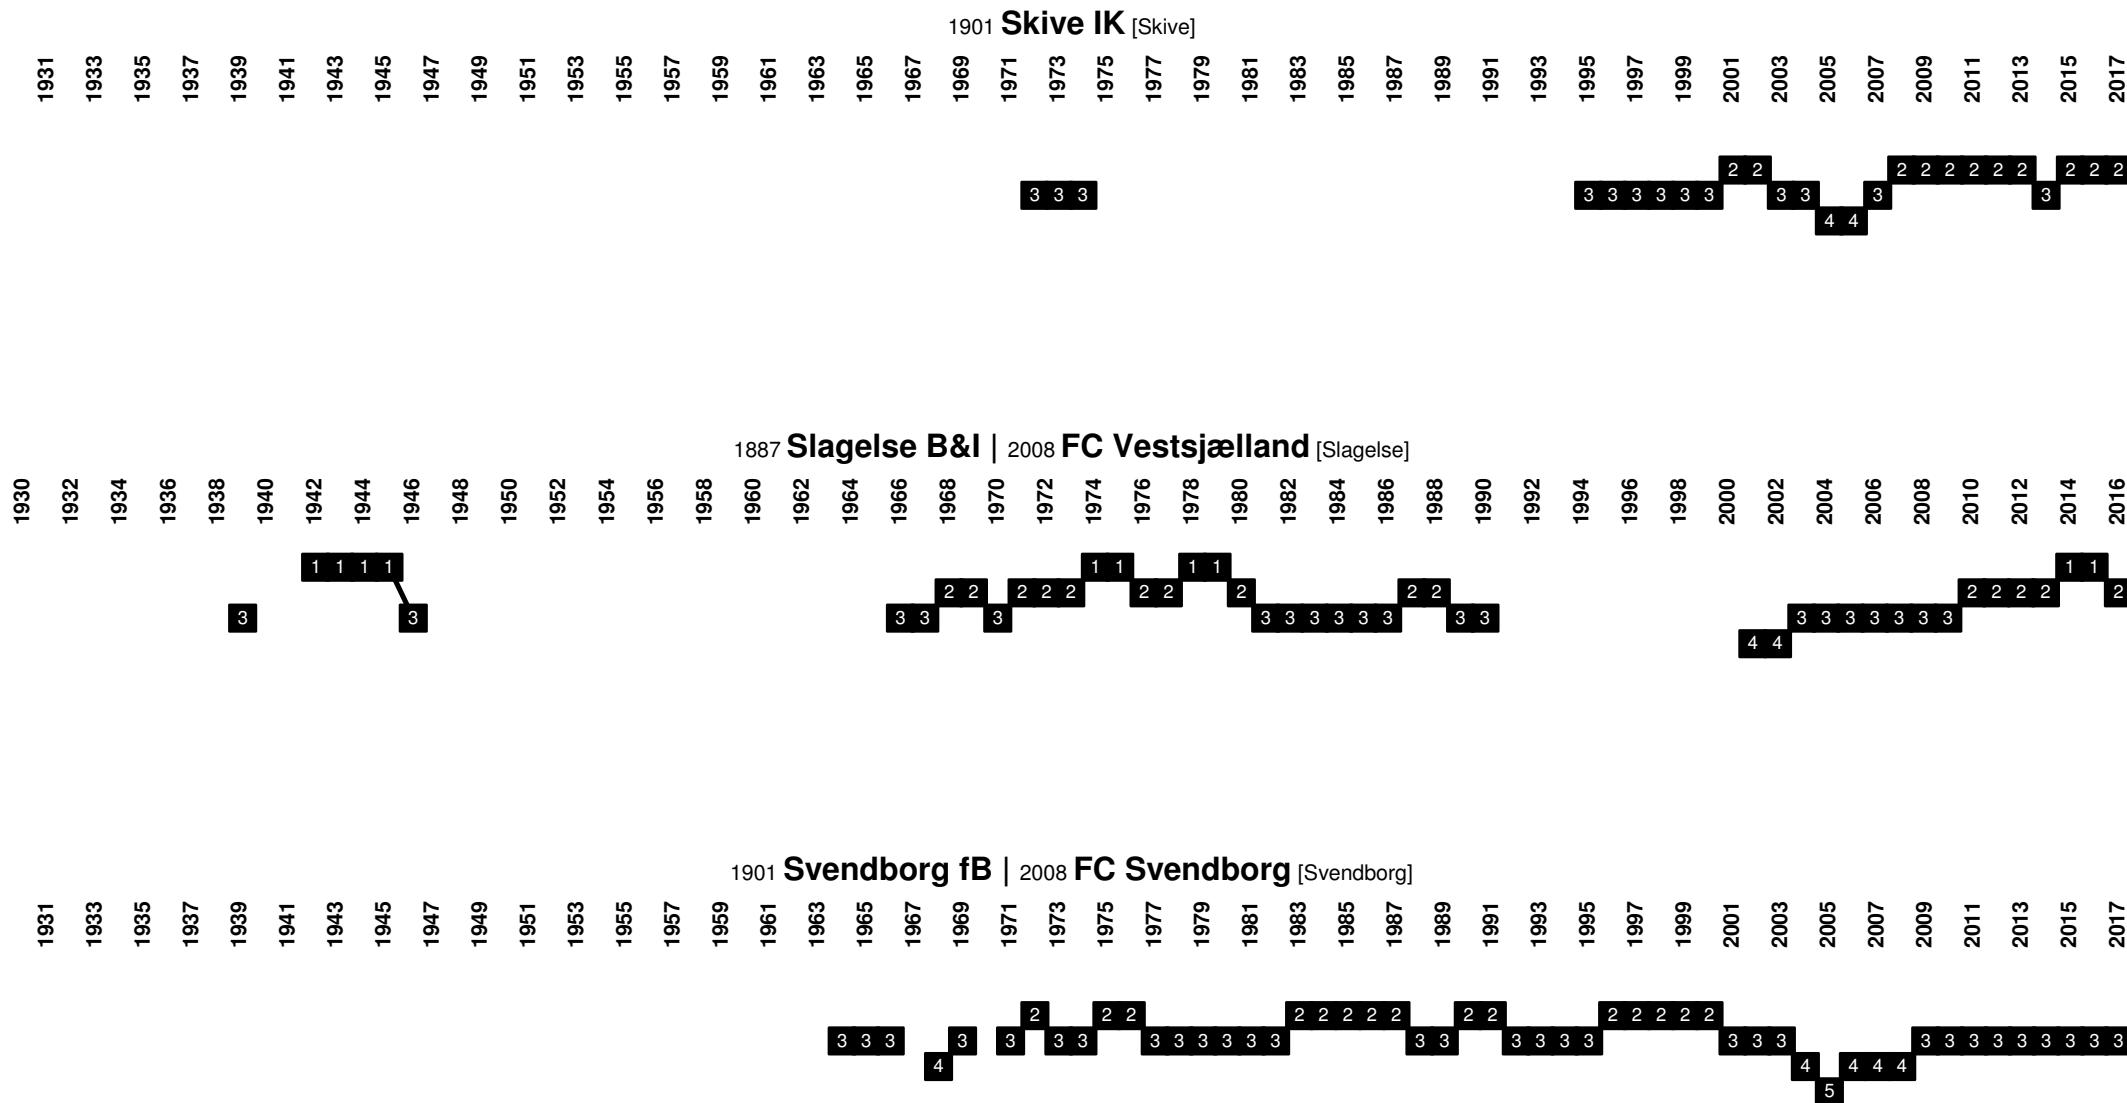 1901 Skive IK [Skive]
1931 1933 1935 1937 1939 1941 1943 1945 1947 1949 1951 1953 1955 1957 1959 1961 1963 1965 1967 1969 1971 1973 1975 1977 1979 1981 1983 1985 1987 1989 1991 1993 1995 1997 1999 2001 2003 2005 2007 2009 2011 2013 2015 2017
2 2 2 2 2 2 2 2 2 2 2
3 3 3 3 3 3 3 3 3 3 3 3 3
4 4
1887 Slagelse B&I | 2008 FC Vestsjælland [Slagelse]
1930 1932 1934 1936 1938 1940 1942 1944 1946 1948 1950 1952 1954 1956 1958 1960 1962 1964 1966 1968 1970 1972 1974 1976 1978 1980 1982 1984 1986 1988 1990 1992 1994 1996 1998 2000 2002 2004 2006 2008 2010 2012 2014 2016
1 1 1 1 1 1 1 1 1 1
2 2 2 2 2 2 2 2 2 2 2 2 2 2 2
3 3 3 3 3 3 3 3 3 3 3 3 3 3 3 3 3 3 3 3
4 4
1901 Svendborg fB | 2008 FC Svendborg [Svendborg]
1931 1933 1935 1937 1939 1941 1943 1945 1947 1949 1951 1953 1955 1957 1959 1961 1963 1965 1967 1969 1971 1973 1975 1977 1979 1981 1983 1985 1987 1989 1991 1993 1995 1997 1999 2001 2003 2005 2007 2009 2011 2013 2015 2017
2 2 2 2 2 2 2 2 2 2 2 2 2 2 2
3 3 3 3 3 3 3 3 3 3 3 3 3 3 3 3 3 3 3 3 3 3 3 3 3 3 3 3 3 3 3
4 4 4 4 4
5